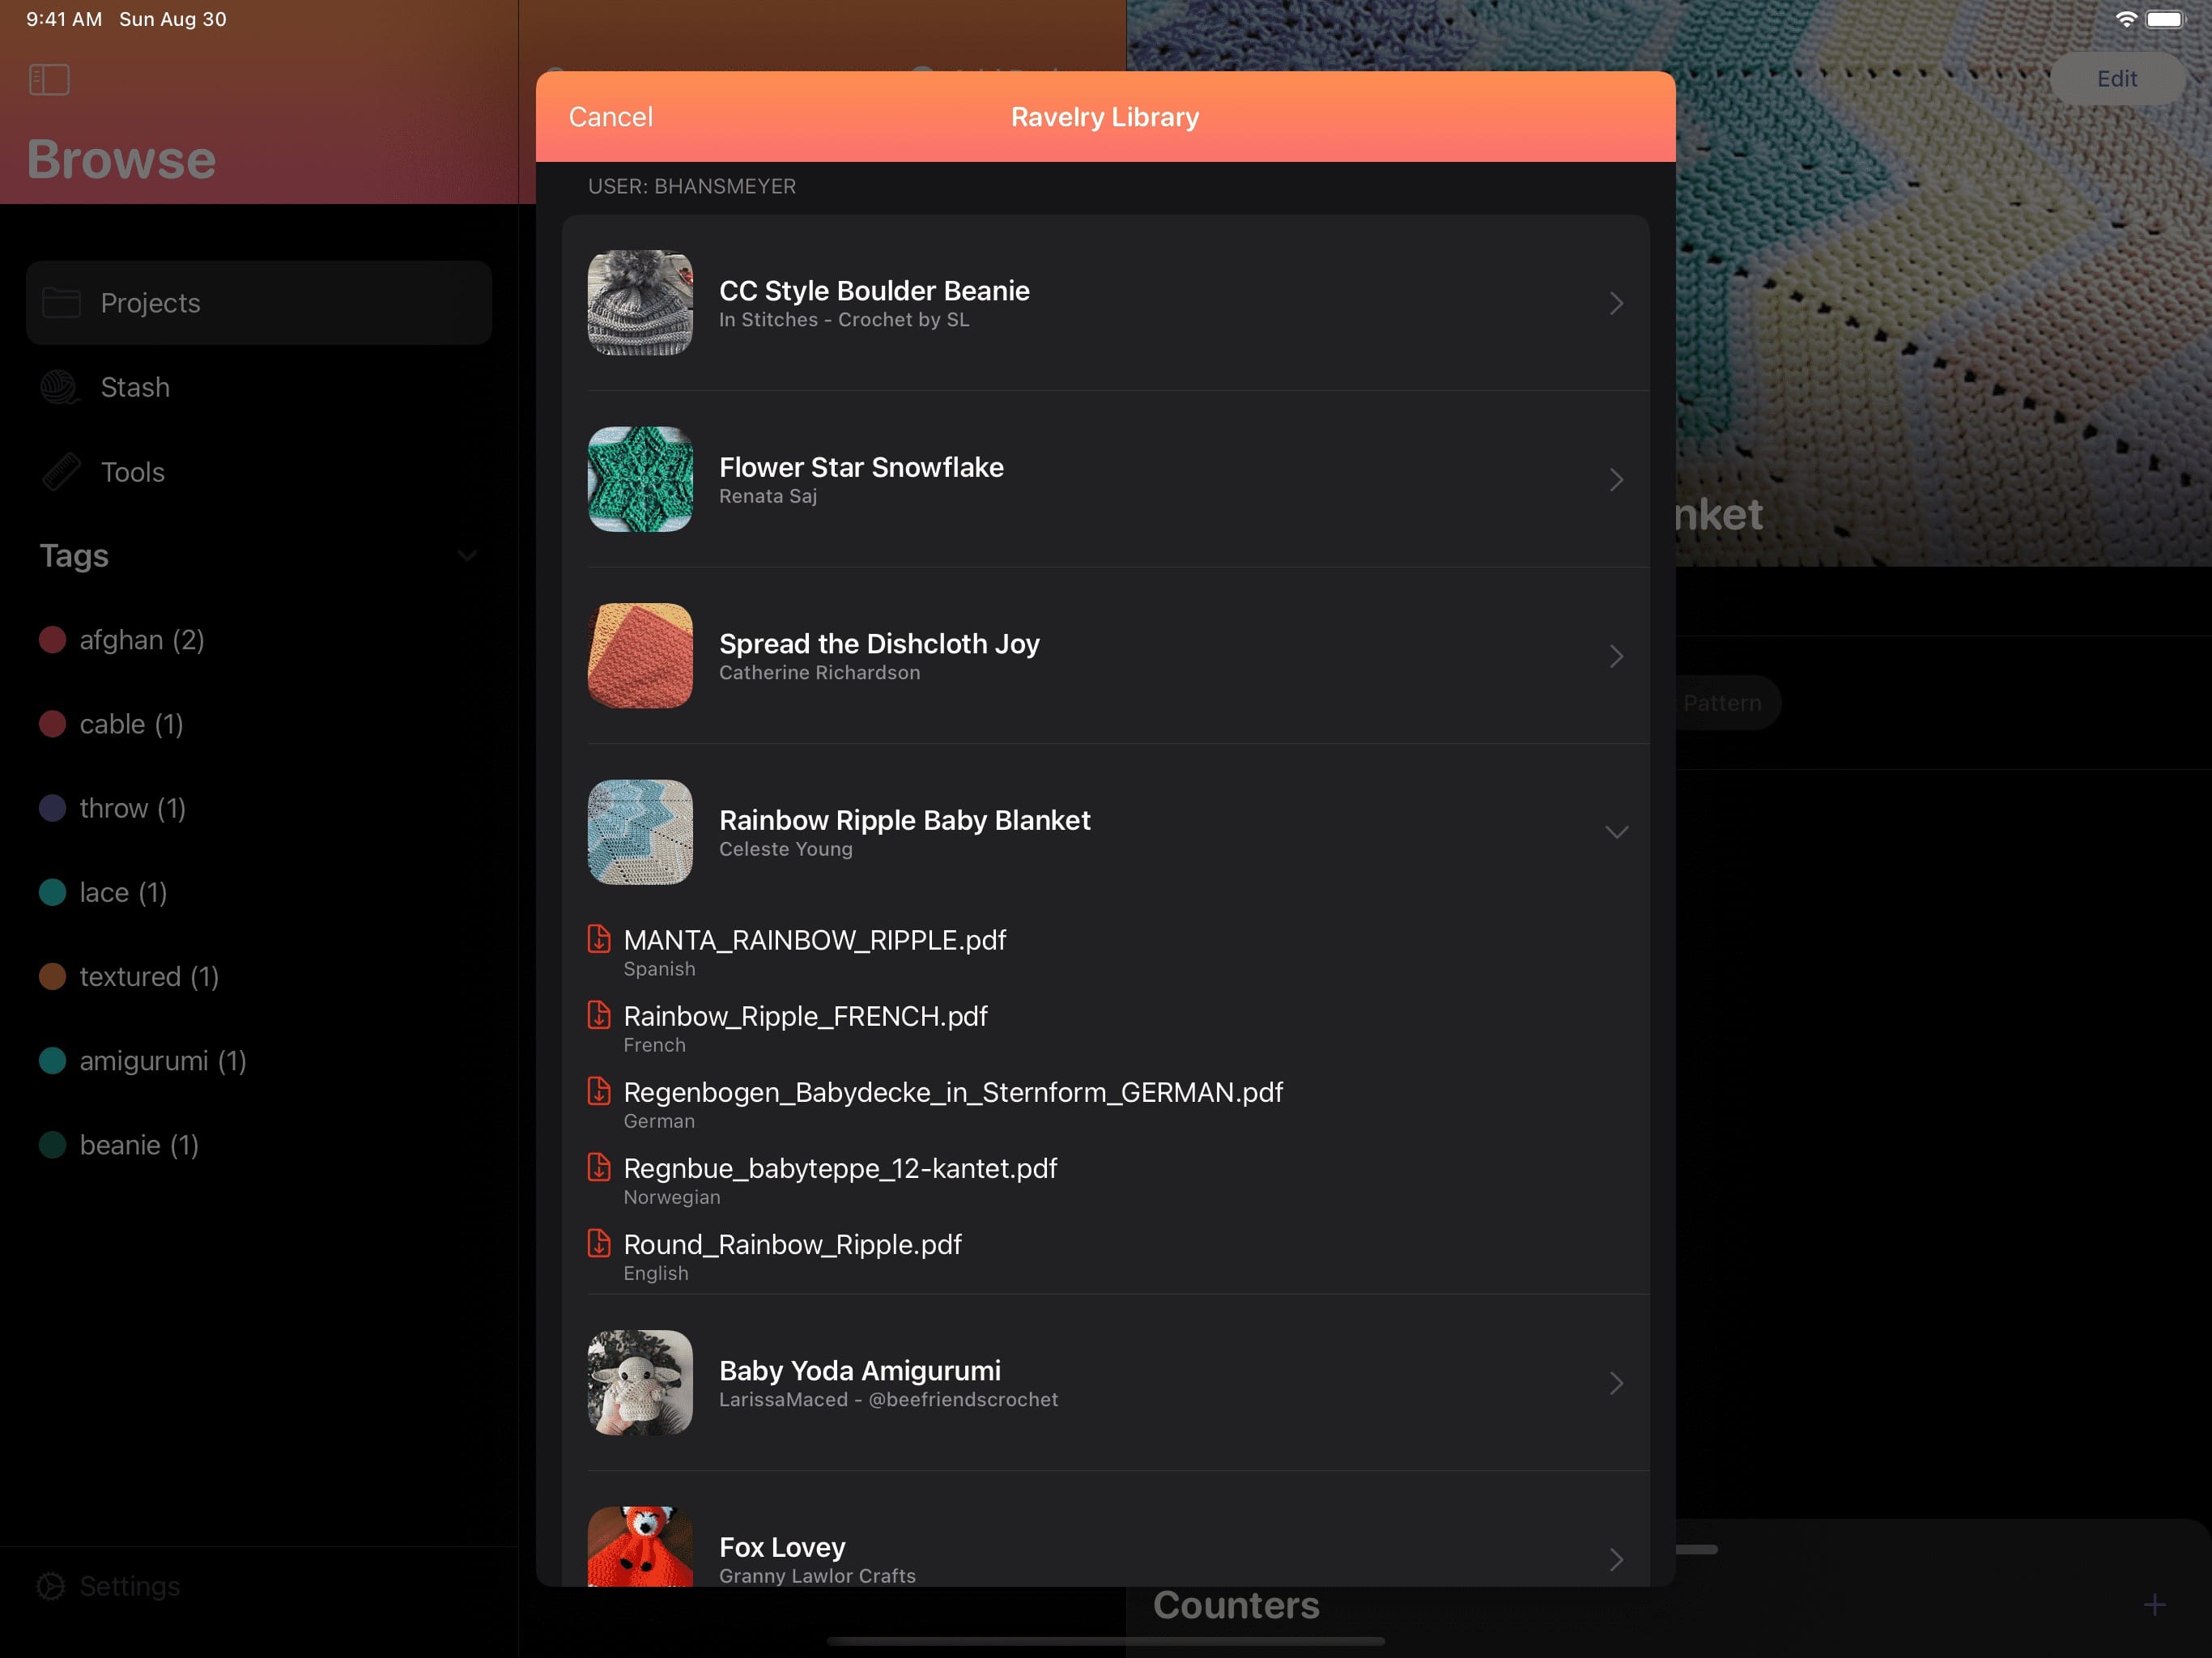 9:41 AM Sun Aug 30
Edit
Browse
Projects
Stash
Tools
Tags
afghan (2)
cable (1)
throw (1)
lace (1)
textured (1)
amigurumi (1)
beanie (1)
Settings
Cancel
Ravelry Library
USER: BHANSMEYER
CC Style Boulder Beanie
In Stitches - Crochet by SL
Flower Star Snowflake
Renata Saj
Spread the Dishcloth Joy
Catherine Richardson
Rainbow Ripple Baby Blanket
Celeste Young
MANTA_RAINBOW_RIPPLE.pdf
Spanish
Rainbow_Ripple_FRENCH.pdf
French
Regenbogen_Babydecke_in_Sternform_GERMAN.pdf
German
Regnbue_babyteppe_12-kantet.pdf
Norwegian
Round_Rainbow_Ripple.pdf
English
Baby Yoda Amigurumi
LarissaMaced - @beefriendscrochet
Fox Lovey
Granny Lawlor Crafts
nket
Pattern
Counters